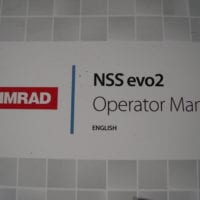 IMRAD
NSS evo2
Operator Man
ENGLISH